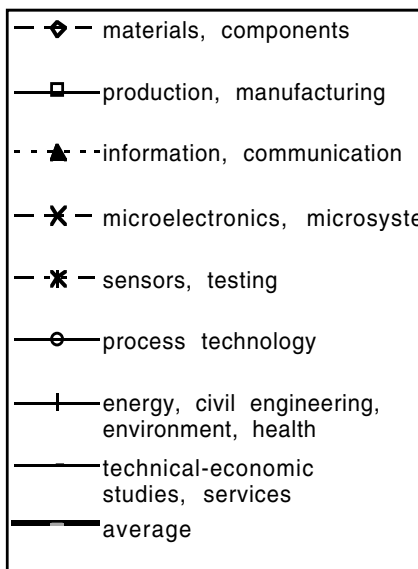 materials, components
production, manufacturing
information, communication
microelectronics, microsyste
sensors, testing
process technology
energy, civil engineering,
environment, health
technical-economic
studies, services
average